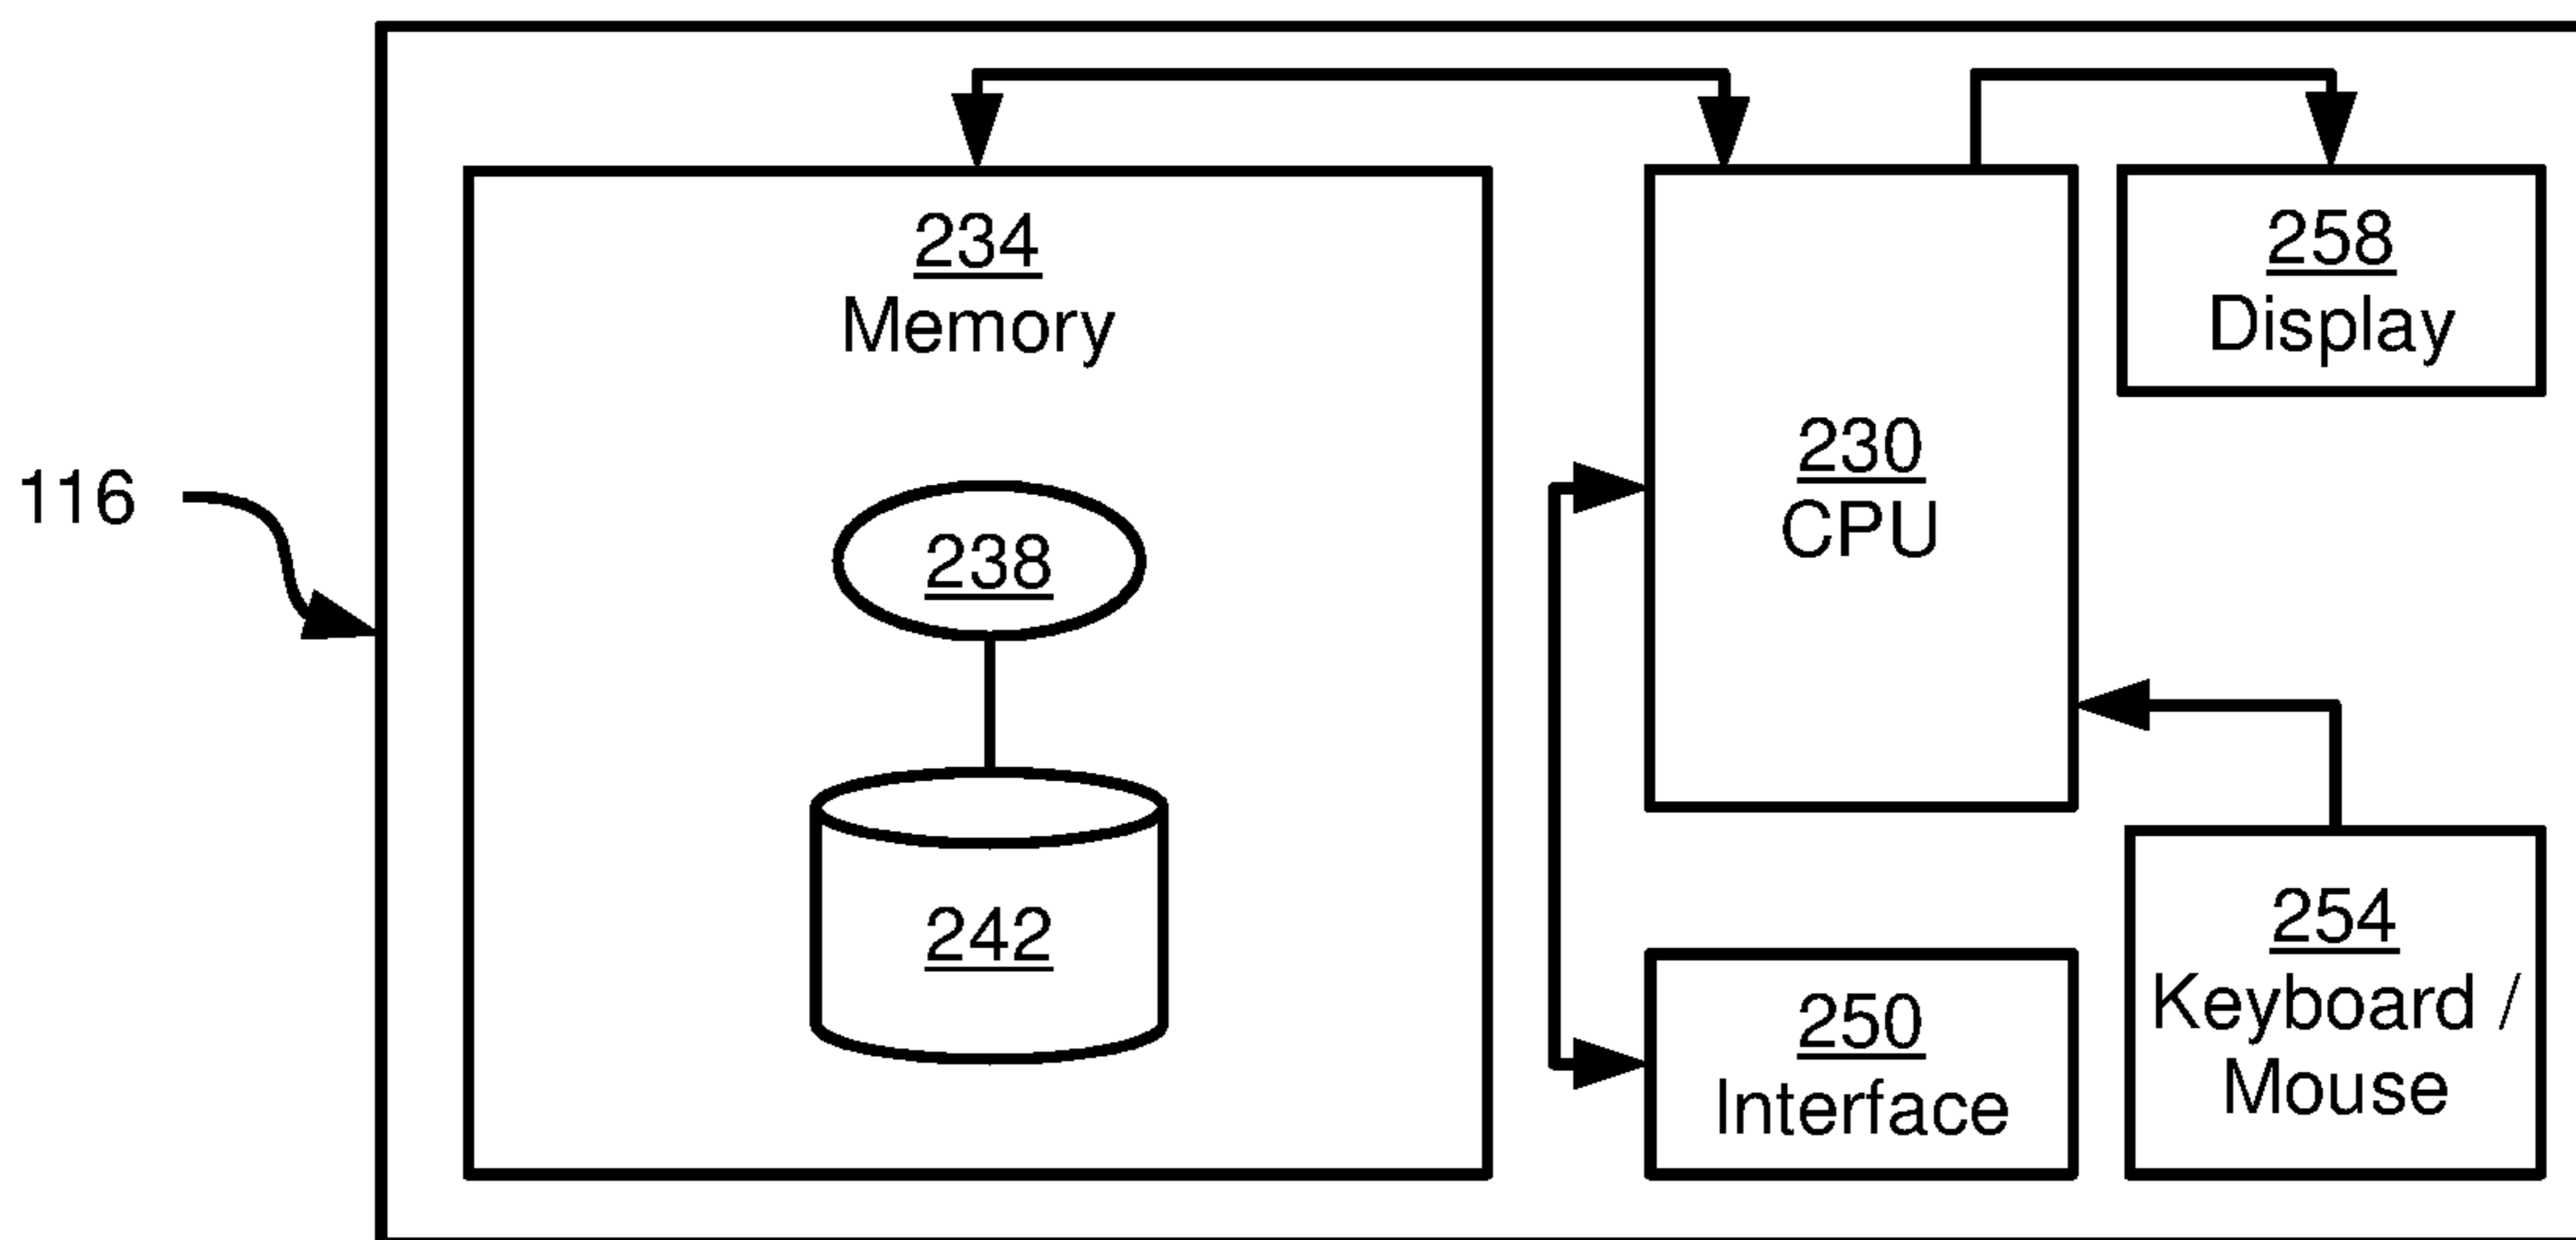 116
234
Memory
238
242
230
CPU
250
Interface
258
Display
254
Keyboard /
Mouse